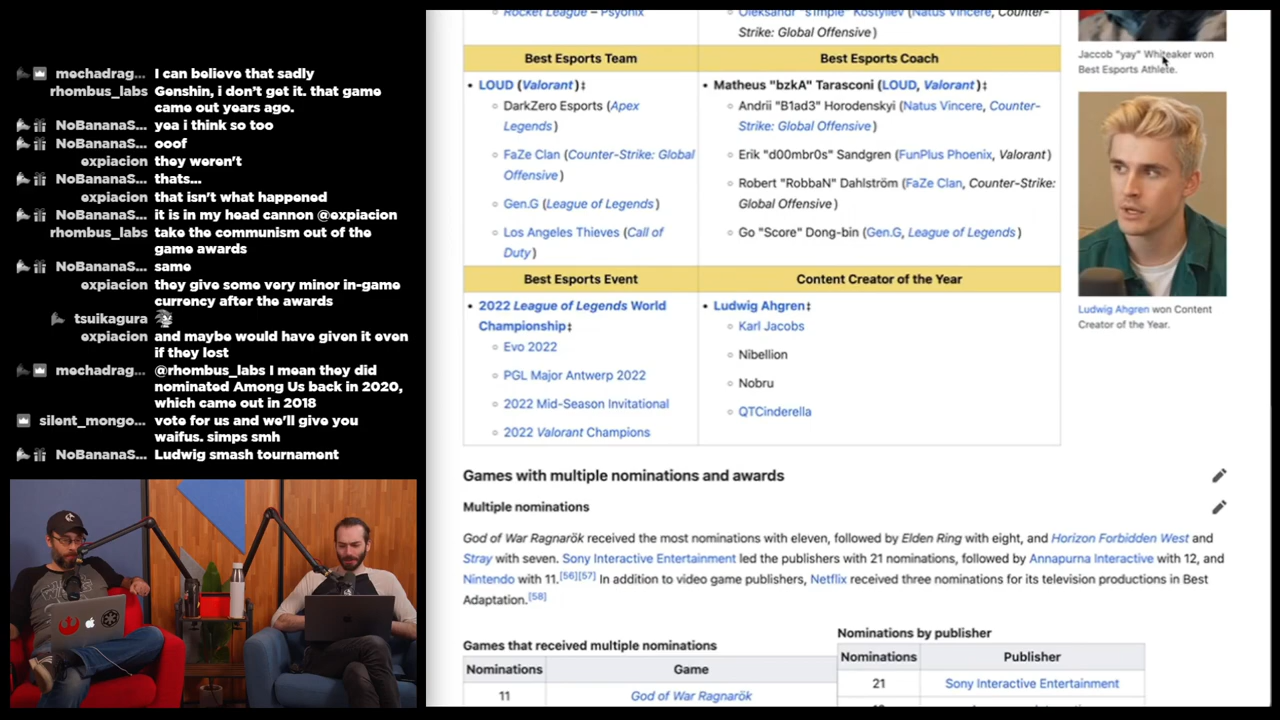 mechadrag... I can believe that sadly
rhombus_labs Genshin, i don't get it. that game
came out years ago.
NoBananaS... yea i think so too
NoBananaS... ooof
expiacion they weren't
NoBananaS... thats...
expiacion that isn't what happened
NoBananaS... it is in my head cannon @expiacion
rhombus_labs take the communism out of the
game awards
NoBananaS... same
expiacion they give some very minor in-game
currency after the awards
tsuikagura
expiacion and maybe would have given it even
if they lost
mechadrag... @rhombus_labs I mean they did
nominated Among Us back in 2020,
which came out in 2018
silent_mongo... vote for us and we'll give you
waifus. simps smh
NoBananaS... Ludwig smash tournament
Rocket League – Psyonix
Oleksandr "s1mple" Kostyliev (Natus Vincere, Counter-
Strike: Global Offensive)
Best Esports Team
Best Esports Coach
LOUD (Valorant)‡
DarkZero Esports (Apex
Legends)
FaZe Clan (Counter-Strike: Global
Offensive)
Gen.G (League of Legends)
Los Angeles Thieves (Call of
Duty)
Matheus "bzkA" Tarasconi (LOUD, Valorant)‡
Andrii "B1ad3" Horodenskyi (Natus Vincere, Counter-
Strike: Global Offensive)
Erik "d00mbr0s" Sandgren (FunPlus Phoenix, Valorant)
Robert "RobbaN" Dahlström (FaZe Clan, Counter-Strike:
Global Offensive)
Go "Score" Dong-bin (Gen.G, League of Legends)
Best Esports Event
Content Creator of the Year
2022 League of Legends World
Championship‡
Evo 2022
PGL Major Antwerp 2022
2022 Mid-Season Invitational
2022 Valorant Champions
Ludwig Ahgren‡
Karl Jacobs
Nibellion
Nobru
QTCinderella
Jaccob "yay" Whiteaker won
Best Esports Athlete.
Ludwig Ahgren won Content
Creator of the Year.
Games with multiple nominations and awards
Multiple nominations
God of War Ragnarök received the most nominations with eleven, followed by Elden Ring with eight, and Horizon Forbidden West and
Stray with seven. Sony Interactive Entertainment led the publishers with 21 nominations, followed by Annapurna Interactive with 12, and
Nintendo with 11.[56][57] In addition to video game publishers, Netflix received three nominations for its television productions in Best
Adaptation.[58]
Games that received multiple nominations
Nominations Game
11 God of War Ragnarök
Nominations by publisher
Nominations Publisher
21 Sony Interactive Entertainment